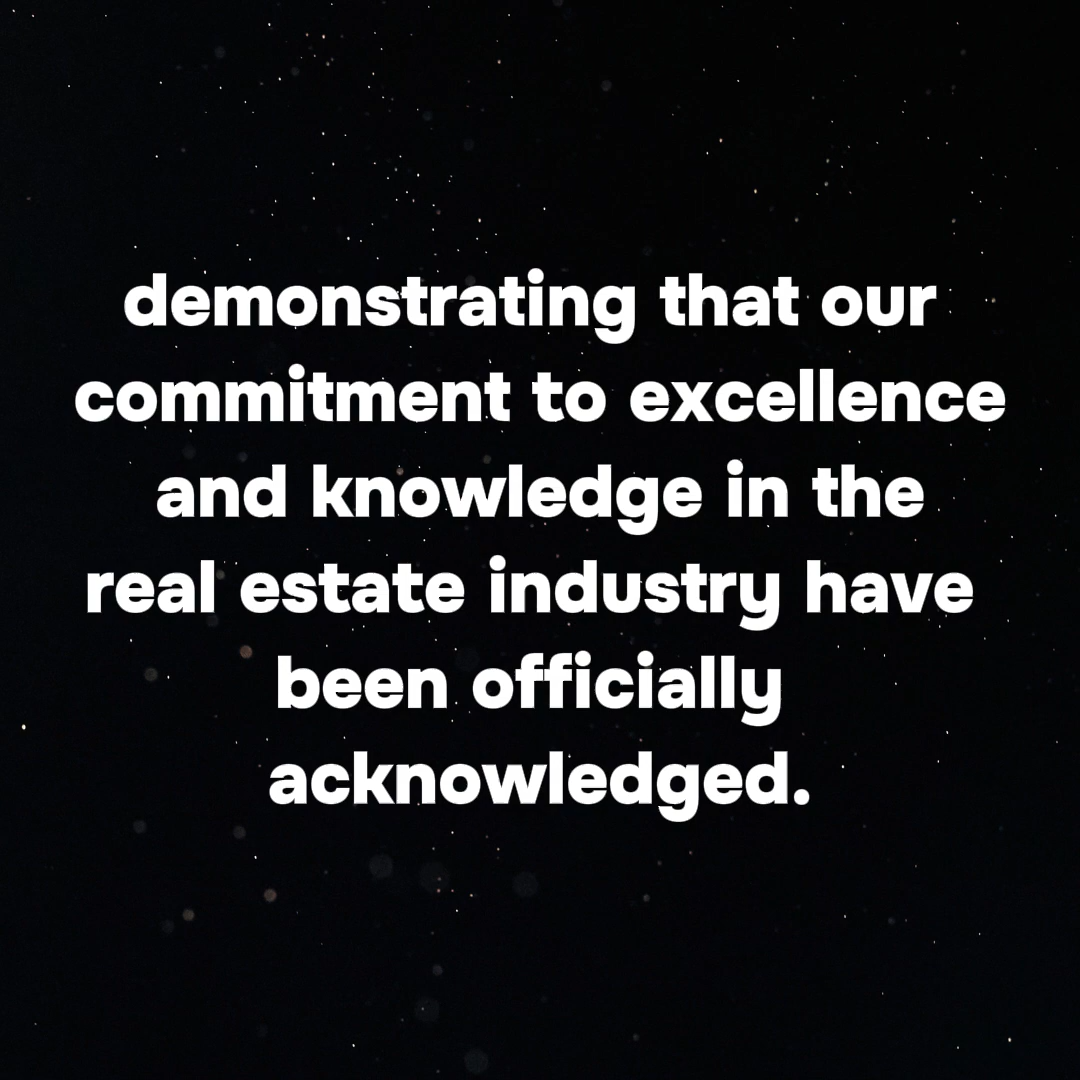 demonstrating that our
commitment to excellence
and knowledge in the
real estate industry have
been officially
acknowledged.